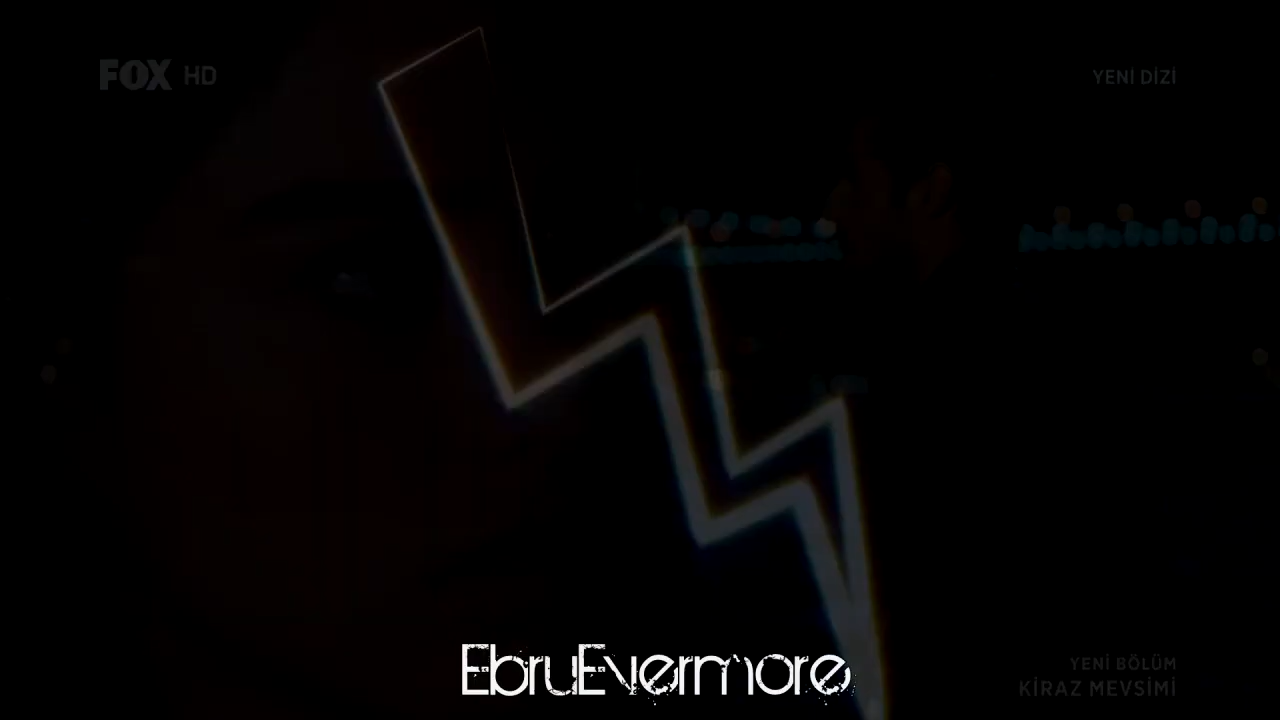 FOX HD
YENİ DİZİ
EbruEvermore
YENİ BÖLÜM
KİRAZ MEVSİMİ